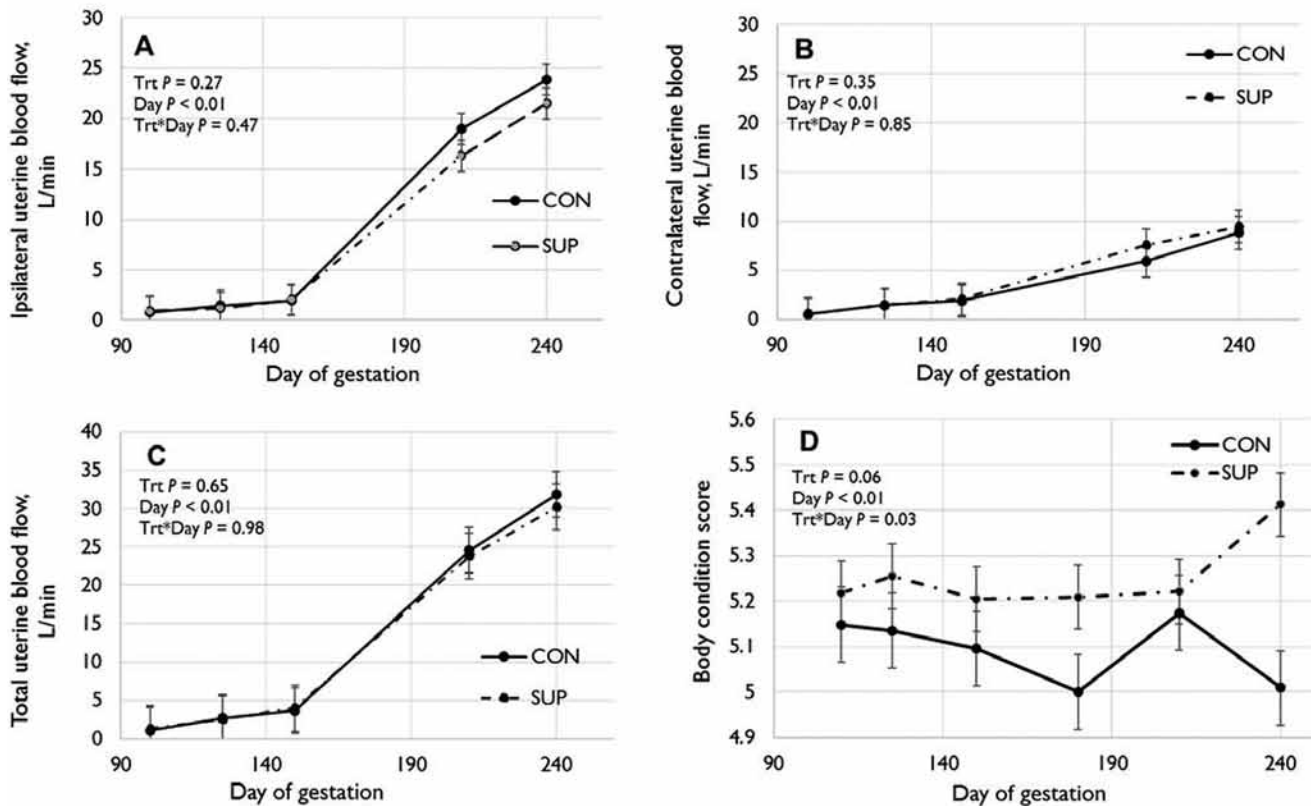 A
Trt P = 0.27
Day P < 0.01
Trt*Day P = 0.47
Ipsilateral uterine blood flow,
L/min
30
25
20
15
10
5
0
90
140
190
240
Day of gestation
CON
SUP
B
Trt P = 0.35
Day P < 0.01
Trt*Day P = 0.85
Contralateral uterine blood
flow, L/min
30
25
20
15
10
5
0
90
140
190
240
Day of gestation
CON
SUP
C
Trt P = 0.65
Day P < 0.01
Trt*Day P = 0.98
Total uterine blood flow,
L/min
40
35
30
25
20
15
10
5
0
90
140
190
240
Day of gestation
CON
SUP
D
Trt P = 0.06
Day P < 0.01
Trt*Day P = 0.03
Body condition score
5.6
5.5
5.4
5.3
5.2
5.1
5
4.9
90
140
190
240
Day of gestation
CON
SUP